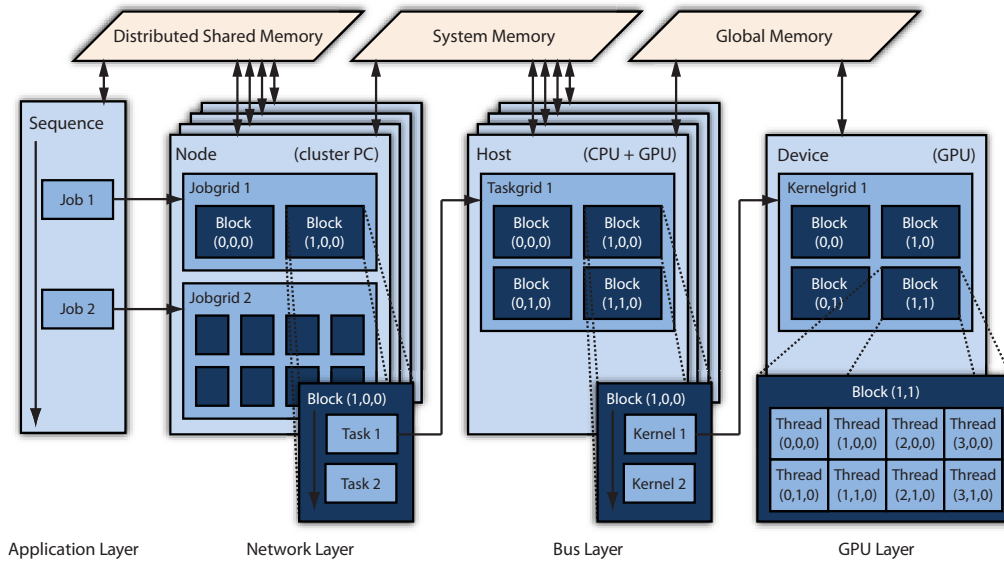 Distributed Shared Memory
System Memory
Global Memory
Sequence
Job 1
Job 2
Node
(cluster PC)
Jobgrid 1
Block
(0,0,0)
Block
(1,0,0)
Jobgrid 2
Block (1,0,0)
Task 1
Task 2
Host
(CPU + GPU)
Taskgrid 1
Block
(0,0,0)
Block
(1,0,0)
Block
(0,1,0)
Block
(1,1,0)
Block (1,0,0)
Kernel 1
Kernel 2
Device
(GPU)
Kernelgrid 1
Block
(0,0)
Block
(1,0)
Block
(0,1)
Block
(1,1)
Block (1,1)
Thread
(0,0,0)
Thread
(1,0,0)
Thread
(2,0,0)
Thread
(3,0,0)
Thread
(0,1,0)
Thread
(1,1,0)
Thread
(2,1,0)
Thread
(3,1,0)
Application Layer
Network Layer
Bus Layer
GPU Layer